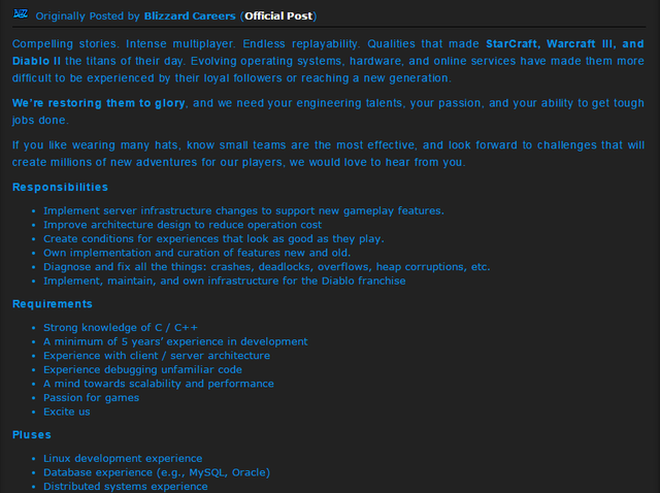 Originally Posted by Blizzard Careers (Official Post)
Compelling stories. Intense multiplayer. Endless replayability. Qualities that made StarCraft, Warcraft III, and
Diablo II the titans of their day. Evolving operating systems, hardware, and online services have made them more
difficult to be experienced by their loyal followers or reaching a new generation.
We're restoring them to glory, and we need your engineering talents, your passion, and your ability to get tough
jobs done.
If you like wearing many hats, know small teams are the most effective, and look forward to challenges that will
create millions of new adventures for our players, we would love to hear from you.
Responsibilities
• Implement server infrastructure changes to support new gameplay features.
• Improve architecture design to reduce operation cost
• Create conditions for experiences that look as good as they play.
• Own implementation and curation of features new and old.
• Diagnose and fix all the things: crashes, deadlocks, overflows, heap corruptions, etc.
• Implement, maintain, and own infrastructure for the Diablo franchise
Requirements
• Strong knowledge of C / C++
• A minimum of 5 years' experience in development
• Experience with client / server architecture
• Experience debugging unfamiliar code
• A mind towards scalability and performance
• Passion for games
• Excite us
Pluses
• Linux development experience
• Database experience (e.g., MySQL, Oracle)
• Distributed systems experience